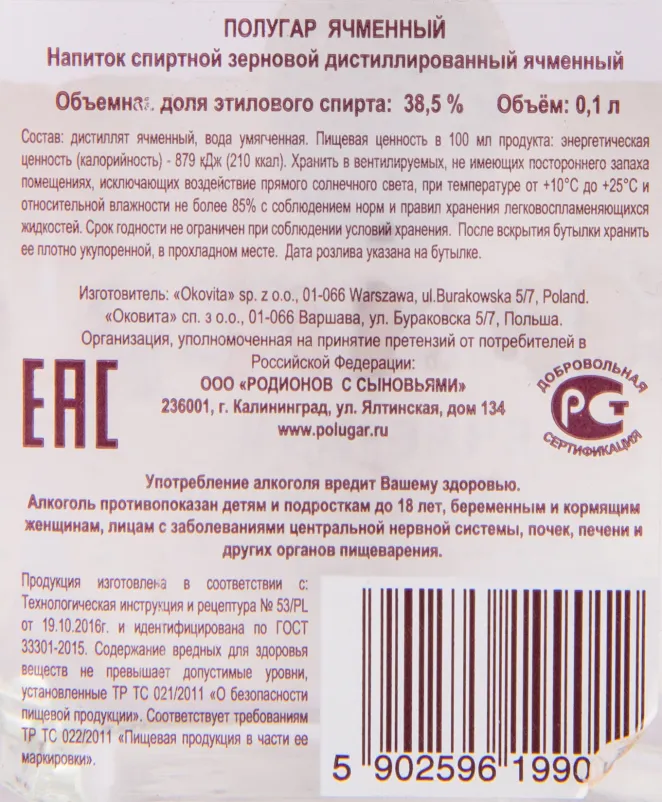 ПОЛУГАР ЯЧМЕННЫЙ
Напиток спиртной зерновой дистиллированный ячменный
Объемная доля этилового спирта: 38,5 % Объём: 0,1 л
Состав: дистиллят ячменный, вода умягченная. Пищевая ценность в 100 мл продукта: энергетическая
ценность (калорийность) - 879 кДж (210 ккал). Хранить в вентилируемых, не имеющих постороннего запаха
помещениях, исключающих воздействие прямого солнечного света, при температуре от +10°С до +25°С и
относительной влажности не более 85% с соблюдением норм и правил хранения легковоспламеняющихся
жидкостей. Срок годности не ограничен при соблюдении условий хранения. После вскрытия бутылки хранить
ее плотно укупоренной, в прохладном месте. Дата розлива указана на бутылке.
Изготовитель: «Okovita» sp. z o.o., 01-066 Warszawa, ul.Burakowska 5/7, Poland.
«Оковита» сп. з о.о., 01-066 Варшава, ул. Бураковска 5/7, Польша.
Организация, уполномоченная на принятие претензий от потребителей в
Российской Федерации:
ООО «РОДИОНОВ С СЫНОВЬЯМИ»
236001, г. Калининград, ул. Ялтинская, дом 134
www.polugar.ru
ЕАС
ДОБРОВОЛЬНАЯ
РСТ
СЕРТИФИКАЦИЯ
Употребление алкоголя вредит Вашему здоровью.
Алкоголь противопоказан детям и подросткам до 18 лет, беременным и кормящим
женщинам, лицам с заболеваниями центральной нервной системы, почек, печени и
других органов пищеварения.
Продукция изготовлена в соответствии с:
Технологическая инструкция и рецептура № 53/PL
от 19.10.2016г. и идентифицирована по ГОСТ
33301-2015. Содержание вредных для здоровья
веществ не превышает допустимые уровни,
установленные ТР ТС 021/2011 «О безопасности
пищевой продукции». Соответствует требованиям
ТР ТС 022/2011 «Пищевая продукция в части ее
маркировки».
5 902596 1990